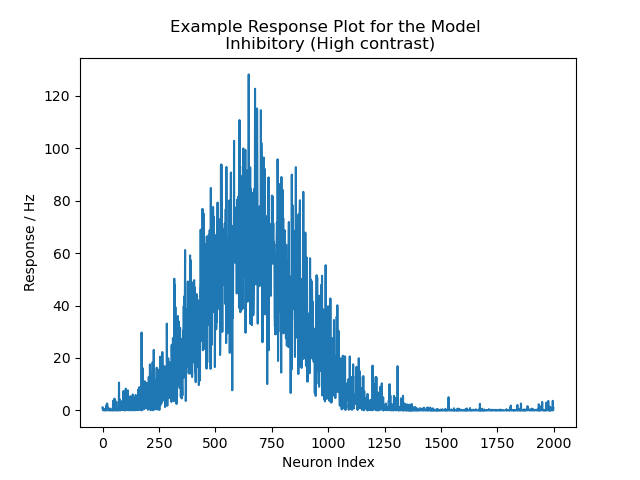 Example Response Plot for the Model
Inhibitory (High contrast)
120
100
80
60
40
20
0
Response / Hz
0 250 500 750 1000 1250 1500 1750 2000
Neuron Index